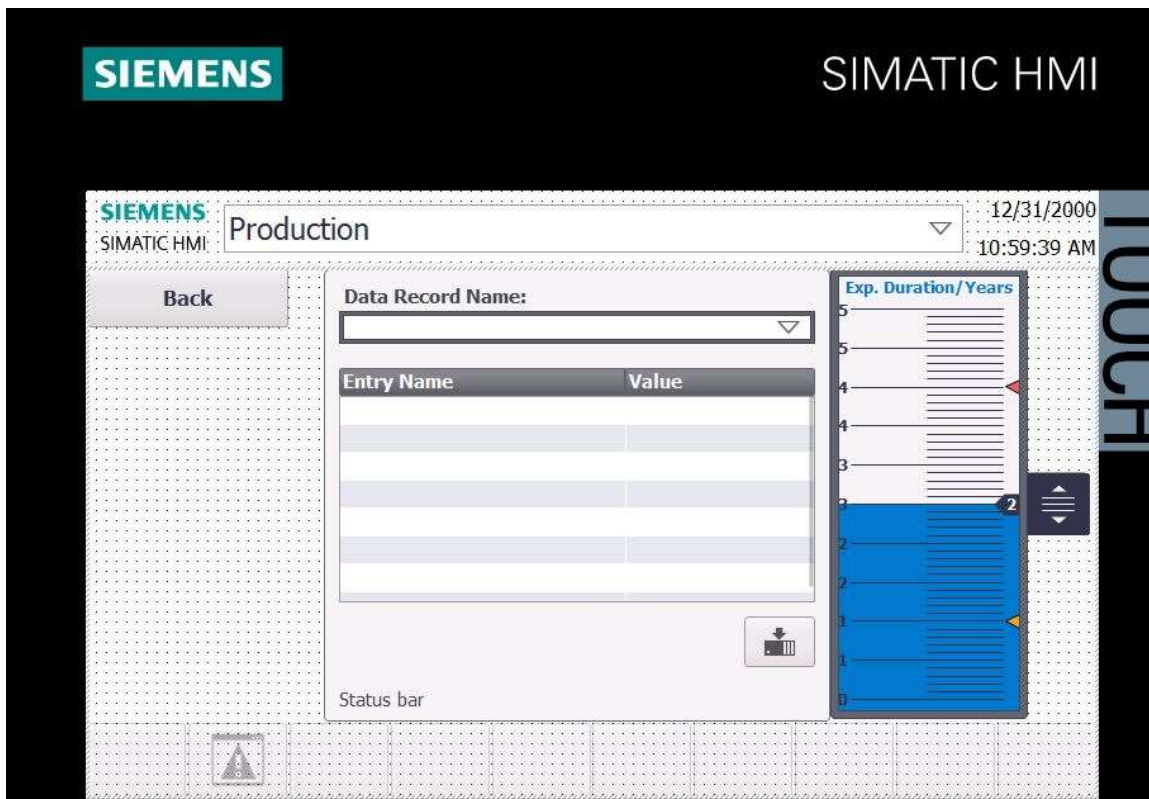 SIEMENS
SIMATIC HMI
TOUCH
SIEMENS
SIMATIC HMI
Production
12/31/2000
10:59:39 AM
Back
Data Record Name:
Entry Name Value
Status bar
Exp. Duration/Years
5
5
4
4
3
3
2
2
2
1
1
0